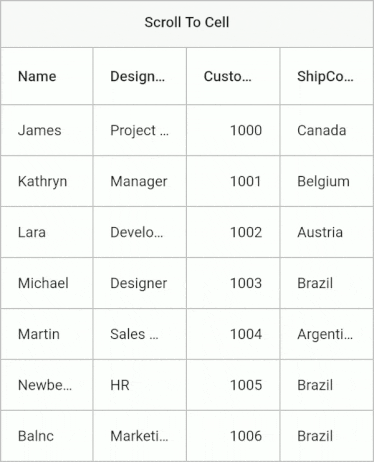 Scroll To Cell
Name Design... Custo... ShipCo...
James Project ... 1000 Canada
Kathryn Manager 1001 Belgium
Lara Develo... 1002 Austria
Michael Designer 1003 Brazil
Martin Sales ... 1004 Argenti...
Newbe... HR 1005 Brazil
Balnc Marketi... 1006 Brazil